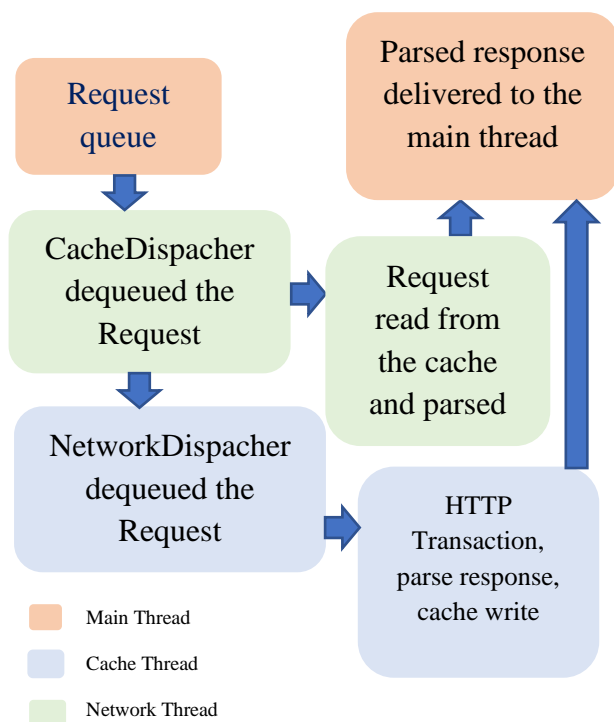 Request
queue
Parsed response
delivered to the
main thread
CacheDispacher
dequeued the
Request
Request
read from
the cache
and parsed
NetworkDispacher
dequeued the
Request
HTTP
Transaction,
parse response,
cache write
Main Thread
Cache Thread
Network Thread